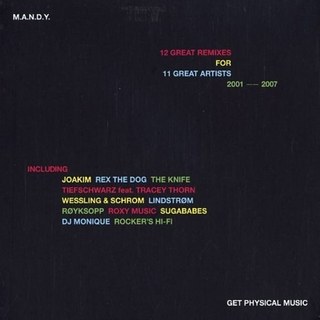 M.A.N.D.Y.
12 GREAT REMIXES
FOR
11 GREAT ARTISTS
2001 —— 2007
INCLUDING
JOAKIM REX THE DOG THE KNIFE
TIEFSCHWARZ feat. TRACEY THORN
WESSLING & SCHROM LINDSTRØM
RØYKSOPP ROXY MUSIC SUGABABES
DJ MONIQUE ROCKER'S HI-FI
GET PHYSICAL MUSIC